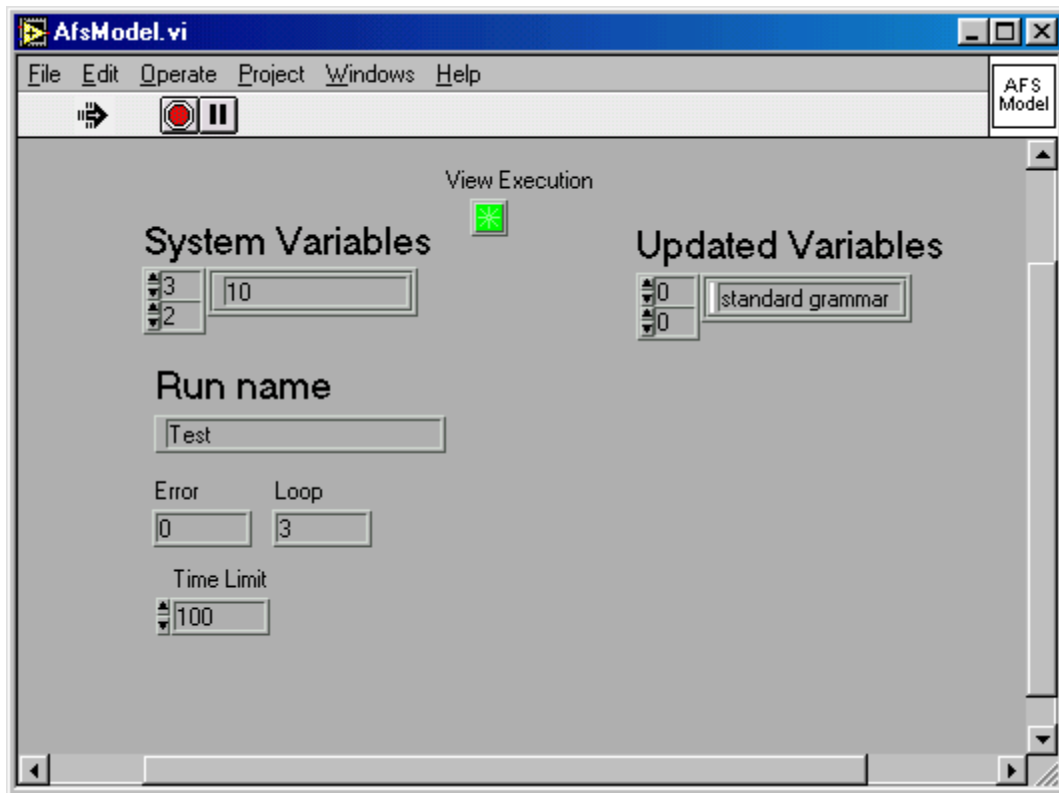 AfsModel.vi
File Edit Operate Project Windows Help
AFS
Model
View Execution
System Variables
Updated Variables
3
10
2
0
standard grammar
0
Run name
Test
Error Loop
0 3
Time Limit
100